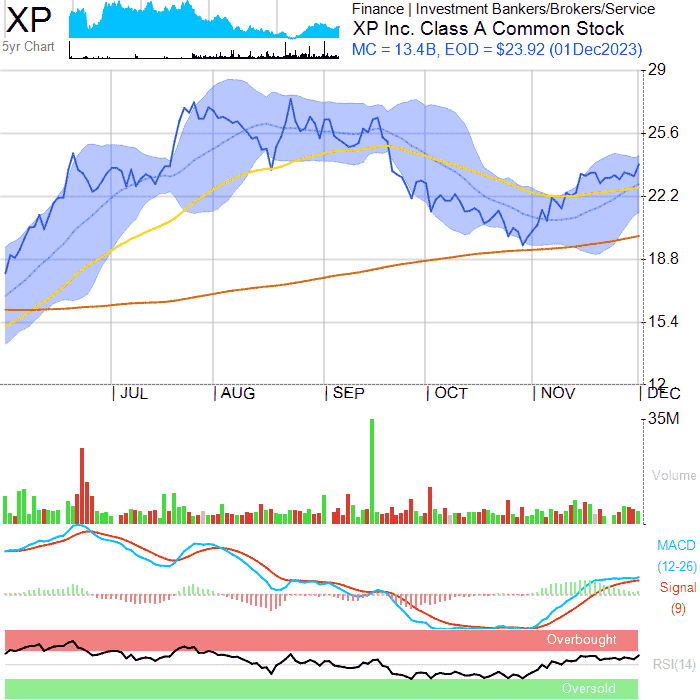 XP
5yr Chart
Finance | Investment Bankers/Brokers/Service
XP Inc. Class A Common Stock
MC = 13.4B, EOD = $23.92 (01Dec2023)
29
25.6
22.2
18.8
15.4
12
JUL
AUG
SEP
OCT
NOV
DEC
35M
Volume
MACD
(12-26)
Signal
(9)
Overbought
RSI(14)
Oversold